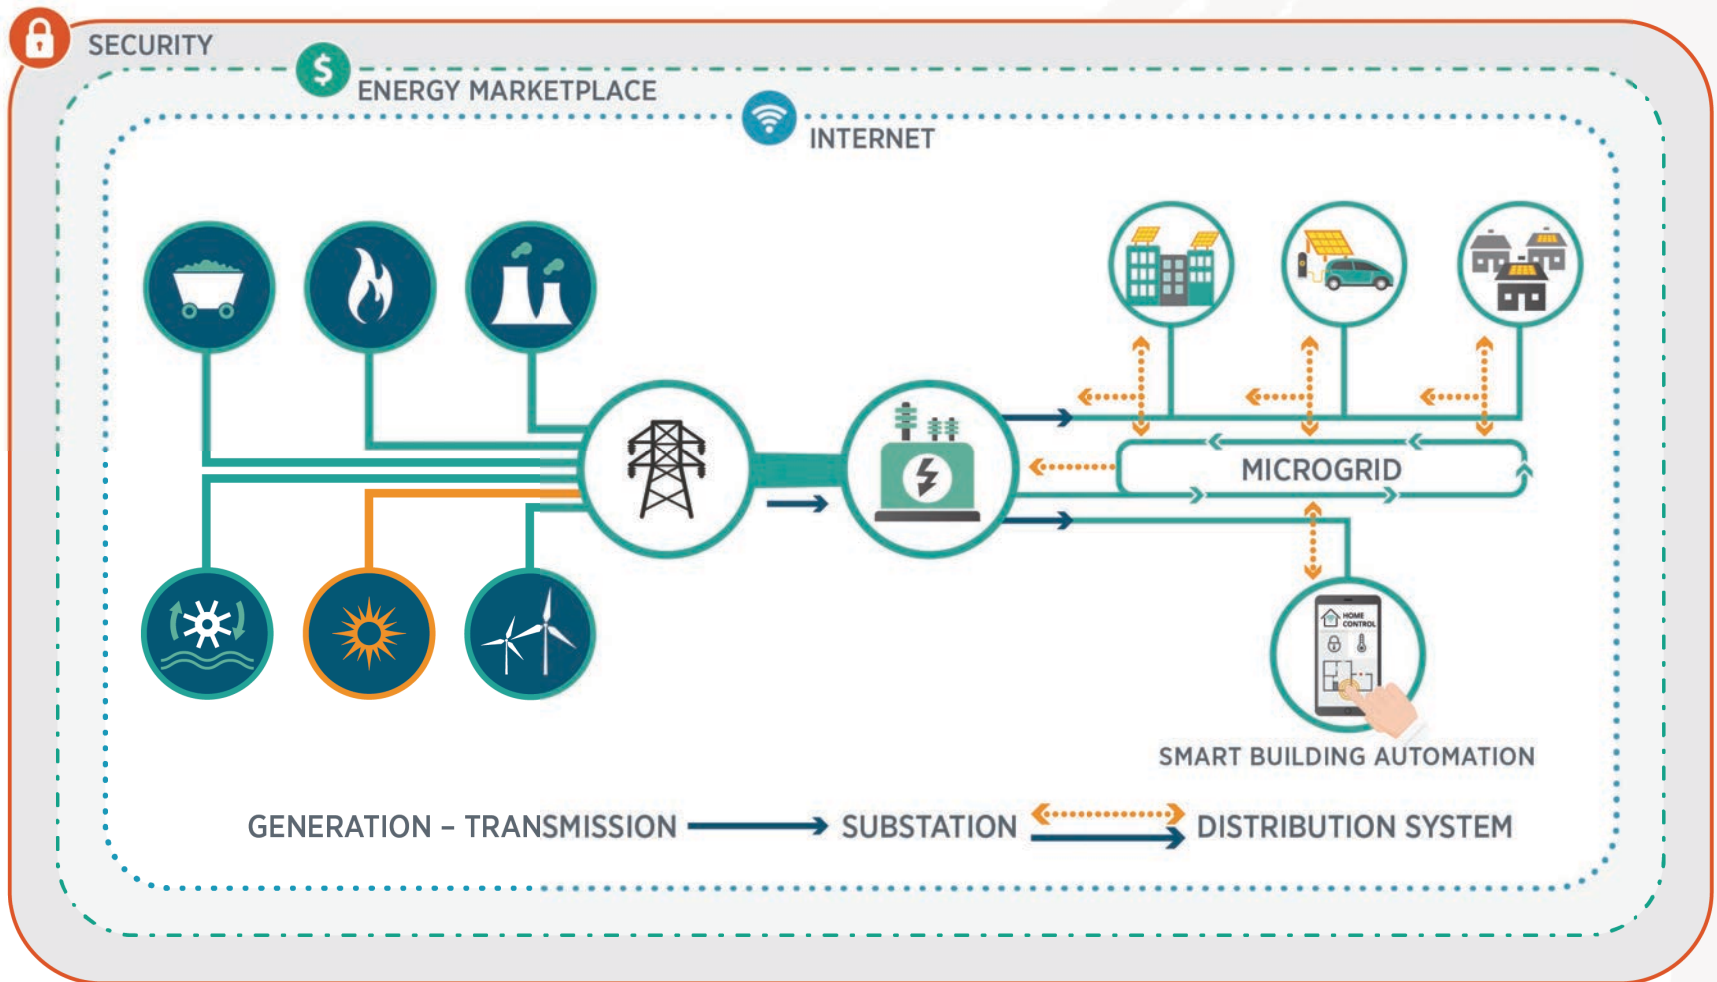 SECURITY
$
ENERGY MARKETPLACE
INTERNET
MICROGRID
HOME
CONTROL
SMART BUILDING AUTOMATION
GENERATION – TRANSMISSION SUBSTATION DISTRIBUTION SYSTEM